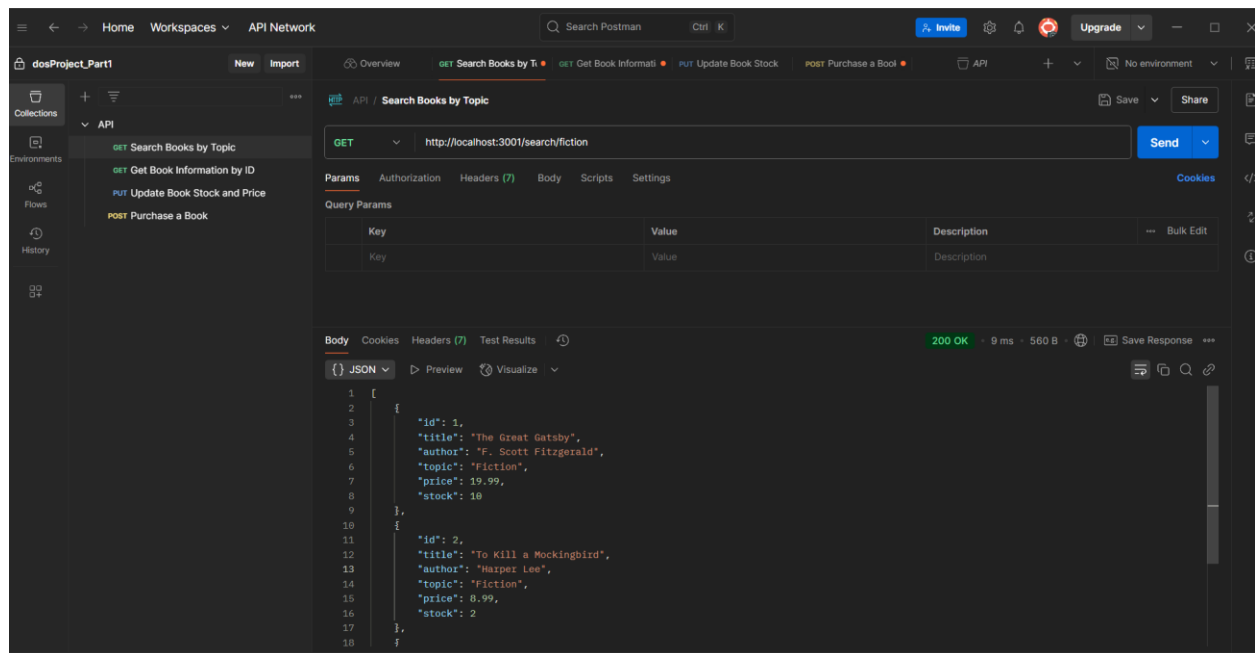 Home Workspaces API Network Search Postman Ctrl K Invite Upgrade
dosProject_Part1 New Import Overview GET Search Books by To GET Get Book Informati PUT Update Book Stock POST Purchase a Bool API No environment
Collections
API
API / Search Books by Topic Save Share
GET Search Books by Topic
GET http://localhost:3001/search/fiction Send
Environments
GET Get Book Information by ID
PUT Update Book Stock and Price
Params Authorization Headers (7) Body Scripts Settings Cookies
Flows
POST Purchase a Book
Query Params
Key Value Description Bulk Edit
History
Key Value Description
Body Cookies Headers (7) Test Results 200 OK 9 ms 560 B Save Response
{} JSON Preview Visualize
1 [
2 {
3 "id": 1,
4 "title": "The Great Gatsby",
5 "author": "F. Scott Fitzgerald",
6 "topic": "Fiction",
7 "price": 19.99,
8 "stock": 10
9 },
10 {
11 "id": 2,
12 "title": "To Kill a Mockingbird",
13 "author": "Harper Lee",
14 "topic": "Fiction",
15 "price": 8.99,
16 "stock": 2
17 },
18 {